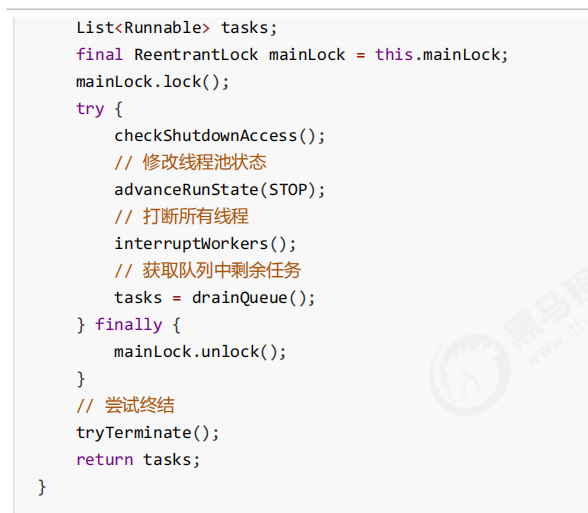 List<Runnable> tasks;
final ReentrantLock mainLock = this.mainLock;
mainLock.lock();
try {
checkShutdownAccess();
// 修改线程池状态
advanceRunState(STOP);
// 打断所有线程
interruptWorkers();
// 获取队列中剩余任务
tasks = drainQueue();
} finally {
mainLock.unlock();
}
// 尝试终结
tryTerminate();
return tasks;
}
黑马程
www.ith